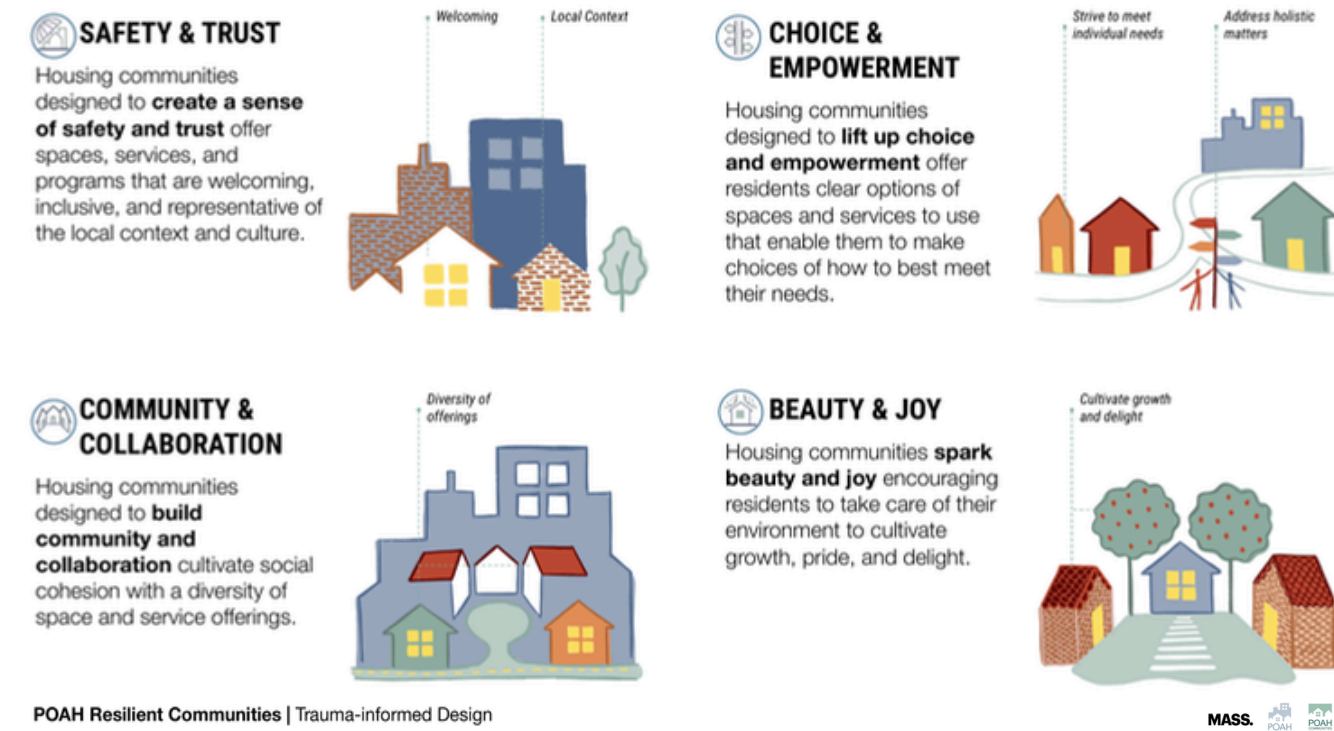 SAFETY & TRUST
Housing communities
designed to create a sense
of safety and trust offer
spaces, services, and
programs that are welcoming,
inclusive, and representative of
the local context and culture.
Welcoming
Local Context
CHOICE &
EMPOWERMENT
Housing communities
designed to lift up choice
and empowerment offer
residents clear options of
spaces and services to use
that enable them to make
choices of how to best meet
their needs.
Strive to meet
individual needs
Address holistic
matters
COMMUNITY &
COLLABORATION
Housing communities
designed to build
community and
collaboration cultivate social
cohesion with a diversity of
space and service offerings.
Diversity of
offerings
BEAUTY & JOY
Housing communities spark
beauty and joy encouraging
residents to take care of their
environment to cultivate
growth, pride, and delight.
Cultivate growth
and delight
POAH Resilient Communities | Trauma-informed Design
MASS.
POAH
POAH
COMMUNITIES